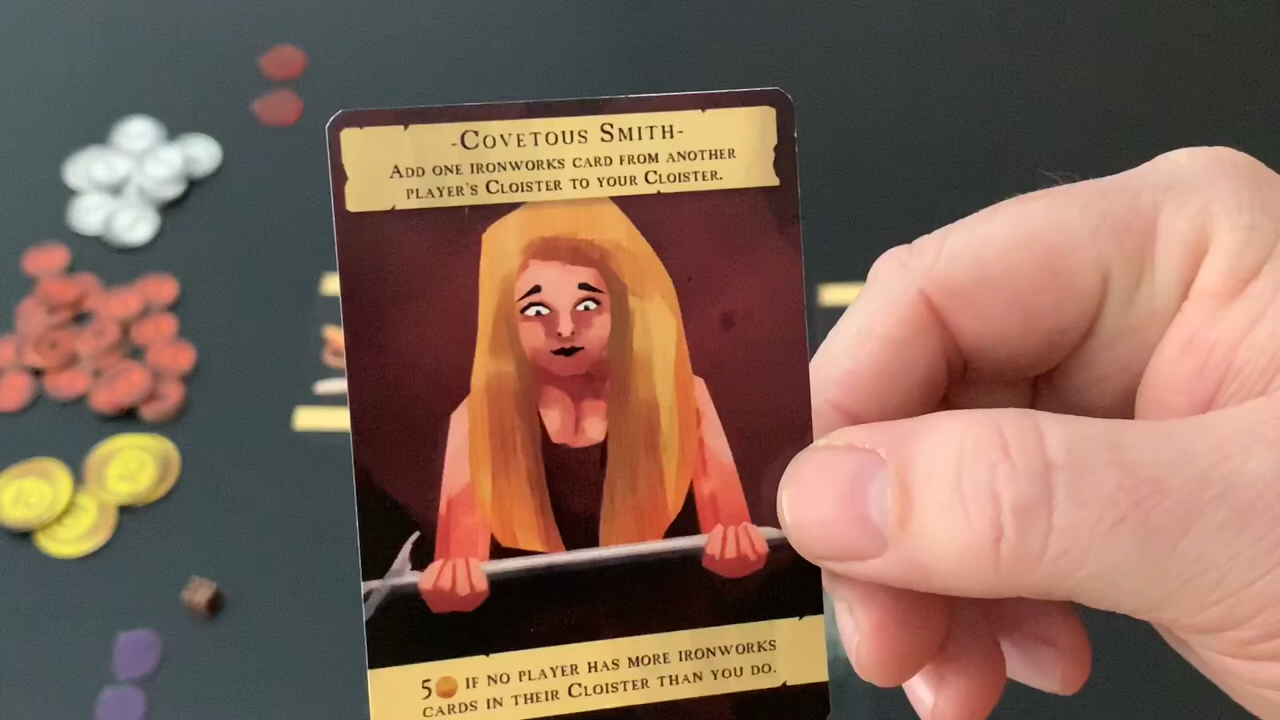 -Covetous Smith-
Add one ironworks card from another
player's Cloister to your Cloister.
5 if no player has more ironworks
cards in their Cloister than you do.